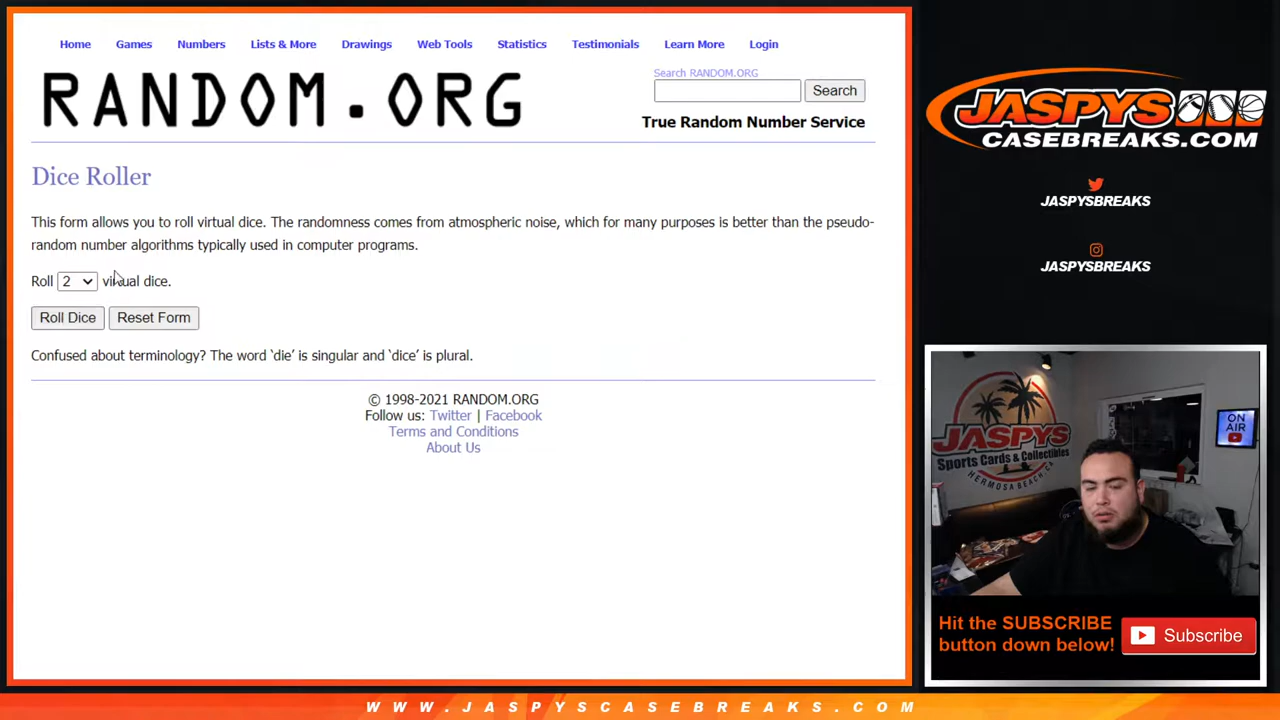 Home Games Numbers Lists & More Drawings Web Tools Statistics Testimonials Learn More Login
RANDOM.ORG
Search RANDOM.ORG
Search
True Random Number Service
Dice Roller
This form allows you to roll virtual dice. The randomness comes from atmospheric noise, which for many purposes is better than the pseudo-
random number algorithms typically used in computer programs.
Roll 2 virtual dice.
Roll Dice Reset Form
Confused about terminology? The word ‘die’ is singular and ‘dice’ is plural.
© 1998-2021 RANDOM.ORG
Follow us: Twitter | Facebook
Terms and Conditions
About Us
JASPYS
CASEBREAKS.COM
JASPYSBREAKS
JASPYSBREAKS
JASPYS
Sports Cards & Collectibles
HERMOSA BEACH, CA
ON
AIR
Hit the SUBSCRIBE
button down below!
Subscribe
WWW.JASPYSCASEBREAKS.COM